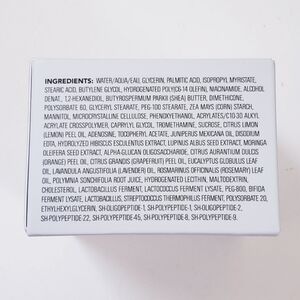 INGREDIENTS: WATER/AQUA/EAU, GLYCERIN, PALMITIC ACID, ISOPROPYL MYRISTATE,
STEARIC ACID, BUTYLENE GLYCOL, HYDROGENATED POLY(C6-14 OLEFIN), NIACINAMIDE, ALCOHOL
DENAT., 1,2-HEXANEDIOL, BUTYROSPERMUM PARKII (SHEA) BUTTER, DIMETHICONE,
POLYSORBATE 60, GLYCERYL STEARATE, PEG-100 STEARATE, ZEA MAYS (CORN) STARCH,
MANNITOL, MICROCRYSTALLINE CELLULOSE, PHENOXYETHANOL, ACRYLATES/C10-30 ALKYL
ACRYLATE CROSSPOLYMER, CAPRYLYL GLYCOL, TROMETHAMINE, SUCROSE, CITRUS LIMON
(LEMON) PEEL OIL, ADENOSINE, TOCOPHERYL ACETATE, JUNIPERUS MEXICANA OIL, DISODIUM
EDTA, HYDROLYZED HIBISCUS ESCULENTUS EXTRACT, LUPINUS ALBUS SEED EXTRACT, MORINGA
OLEIFERA SEED EXTRACT, ALPHA-GLUCAN OLIGOSACCHARIDE, CITRUS AURANTIUM DULCIS
(ORANGE) PEEL OIL, CITRUS GRANDIS (GRAPEFRUIT) PEEL OIL, EUCALYPTUS GLOBULUS LEAF
OIL, LAVANDULA ANGUSTIFOLIA (LAVENDER) OIL, ROSMARINUS OFFICINALIS (ROSEMARY) LEAF
OIL, POLYMNIA SONCHIFOLIA ROOT JUICE, HYDROGENATED LECITHIN, MALTODEXTRIN,
CHOLESTEROL, LACTOBACILLUS FERMENT, LACTOCOCCUS FERMENT LYSATE, PEG-800, BIFIDA
FERMENT LYSATE, LACTOBACILLUS, STREPTOCOCCUS THERMOPHILUS FERMENT, POLYSORBATE 20,
ETHYLHEXYLGLYCERIN, SH-OLIGOPEPTIDE-1, SH-POLYPEPTIDE-1, SH-OLIGOPEPTIDE-2,
SH-POLYPEPTIDE-22, SH-POLYPEPTIDE-45, SH-POLYPEPTIDE-8, SH-POLYPEPTIDE-9.